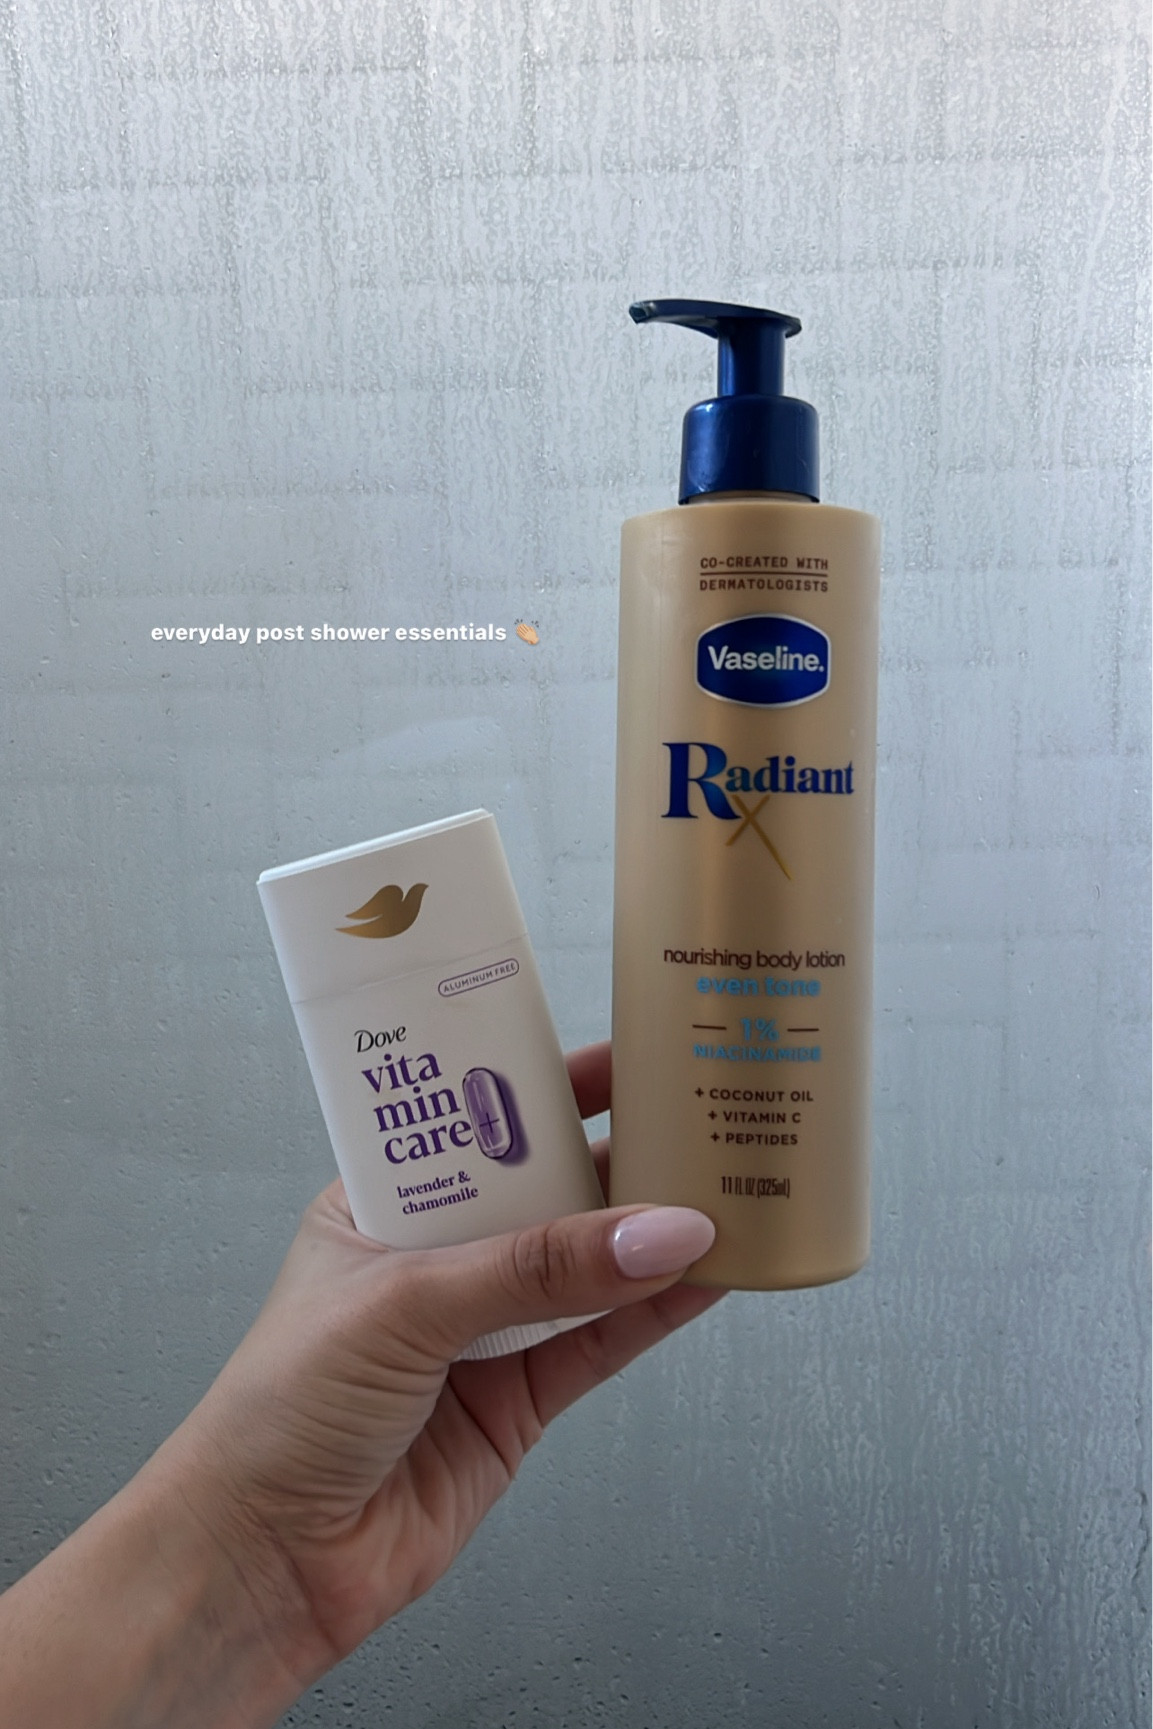 everyday post shower essentials 👏🏼
CO-CREATED WITH
DERMATOLOGISTS
Vaseline.
Radiant
X
nourishing body lotion
even tone
1%
NIACINAMIDE
+ COCONUT OIL
+ VITAMIN C
+ PEPTIDES
11 fl oz (325ml)
ALUMINUM FREE
Dove
vita
min
care+
lavender &
chamomile